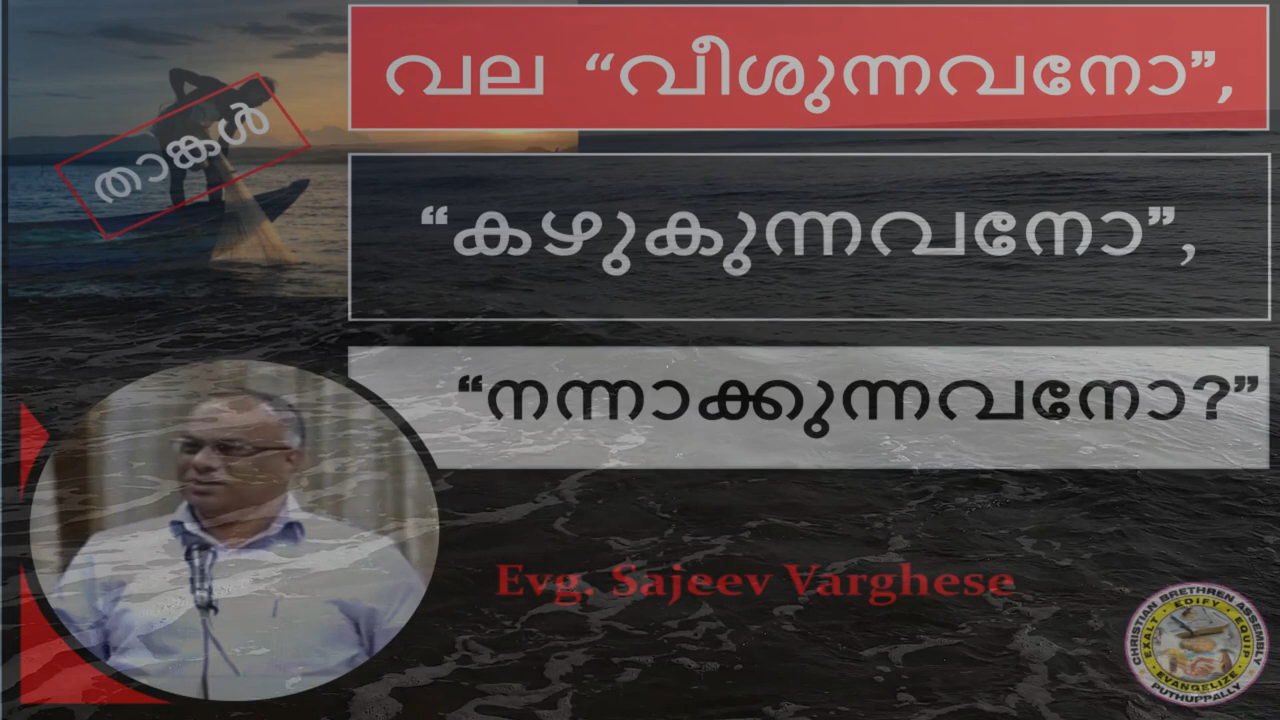 താങ്കൾ
വല “വീശുന്നവനോ”,
“കഴുകുന്നവനോ”,
“നന്നാക്കുന്നവനോ?”
Evg. Sajeev Varghese
CHRISTIAN BRETHREN ASSEMBLY
EXALT · EDIFY · EQUIP
EVANGELIZE
PUTHUPPALLY